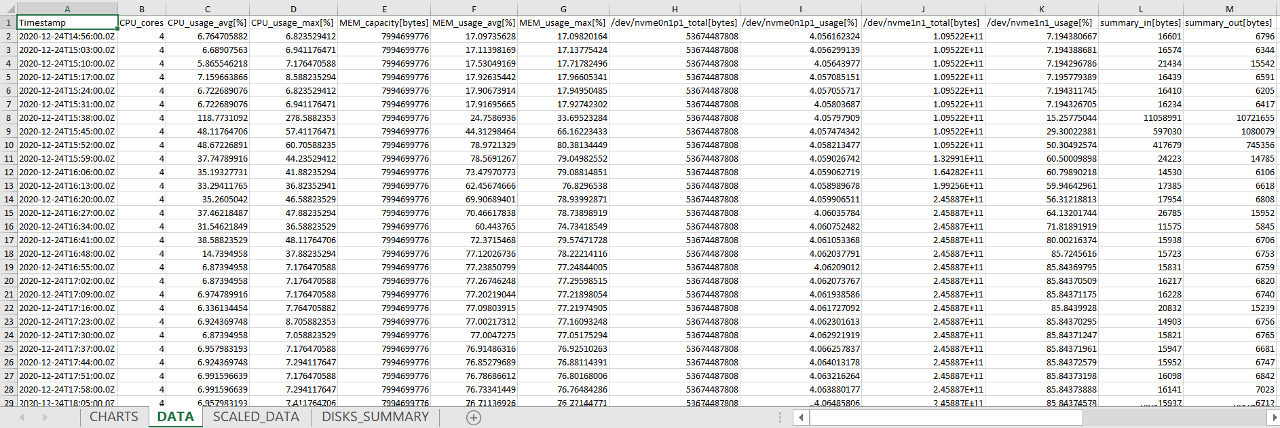 A B C D E F G H I J K L M
1 Timestamp CPU_cores CPU_usage_avg[%] CPU_usage_max[%] MEM_capacity[bytes] MEM_usage_avg[%] MEM_usage_max[%] /dev/nvme0n1p1_total[bytes] /dev/nvme0n1p1_usage[%] /dev/nvme1n1_total[bytes] /dev/nvme1n1_usage[%] summary_in[bytes] summary_out[bytes]
2 2020-12-24T14:56:00.0Z 4 6.764705882 6.823529412 7994699776 17.09735628 17.09820164 53674487808 4.056162324 1.09522E+11 7.194380667 16601 6796
3 2020-12-24T15:03:00.0Z 4 6.68907563 6.941176471 7994699776 17.11398169 17.13775424 53674487808 4.056299139 1.09522E+11 7.194388681 16574 6344
4 2020-12-24T15:10:00.0Z 4 5.865546218 7.176470588 7994699776 17.53049169 17.71782496 53674487808 4.05643977 1.09522E+11 7.194296786 21434 15542
5 2020-12-24T15:17:00.0Z 4 7.159663866 8.588235294 7994699776 17.92635442 17.96605341 53674487808 4.057085151 1.09522E+11 7.195779389 16439 6591
6 2020-12-24T15:24:00.0Z 4 6.722689076 6.823529412 7994699776 17.90673914 17.94950485 53674487808 4.057055717 1.09522E+11 7.194311745 16410 6205
7 2020-12-24T15:31:00.0Z 4 6.722689076 6.941176471 7994699776 17.91695665 17.92742302 53674487808 4.05803687 1.09522E+11 7.194326705 16234 6417
8 2020-12-24T15:38:00.0Z 4 118.7731092 278.5882353 7994699776 24.7586936 33.69523284 53674487808 4.05797909 1.09522E+11 15.25775044 11058991 10721655
9 2020-12-24T15:45:00.0Z 4 48.11764706 57.41176471 7994699776 44.31298464 66.16223433 53674487808 4.057474342 1.09522E+11 29.30022381 597030 1080079
10 2020-12-24T15:52:00.0Z 4 48.67226891 60.70588235 7994699776 78.9721329 80.38134449 53674487808 4.058213477 1.09522E+11 50.30492574 417679 745356
11 2020-12-24T15:59:00.0Z 4 37.74789916 44.23529412 7994699776 78.5691267 79.04982552 53674487808 4.059026742 1.32991E+11 60.50009898 24223 14785
12 2020-12-24T16:06:00.0Z 4 35.19327731 41.88235294 7994699776 73.47970773 79.08814851 53674487808 4.059062719 1.64282E+11 60.79890218 14530 6106
13 2020-12-24T16:13:00.0Z 4 33.29411765 36.82352941 7994699776 62.45674666 76.8296538 53674487808 4.058989678 1.99256E+11 59.94642961 17385 6618
14 2020-12-24T16:20:00.0Z 4 35.2605042 46.58823529 7994699776 69.90689401 78.93992871 53674487808 4.059906511 2.45887E+11 56.31218813 17954 6808
15 2020-12-24T16:27:00.0Z 4 37.46218487 47.88235294 7994699776 70.46617838 78.73898919 53674487808 4.06035784 2.45887E+11 64.13201744 26785 15952
16 2020-12-24T16:34:00.0Z 4 31.54621849 36.58823529 7994699776 60.443765 74.73418549 53674487808 4.060752482 2.45887E+11 71.81891919 11575 5845
17 2020-12-24T16:41:00.0Z 4 38.58823529 48.11764706 7994699776 72.3715468 79.57471728 53674487808 4.061053368 2.45887E+11 80.00216374 15938 6706
18 2020-12-24T16:48:00.0Z 4 14.7394958 37.88235294 7994699776 77.12026736 78.22214116 53674487808 4.062037791 2.45887E+11 85.7245616 15723 6753
19 2020-12-24T16:55:00.0Z 4 6.87394958 7.176470588 7994699776 77.23850799 77.24844005 53674487808 4.06209012 2.45887E+11 85.84369795 15831 6759
20 2020-12-24T17:02:00.0Z 4 6.87394958 7.176470588 7994699776 77.26746248 77.29598515 53674487808 4.062073767 2.45887E+11 85.84370509 16217 6820
21 2020-12-24T17:09:00.0Z 4 6.974789916 7.176470588 7994699776 77.20219044 77.21898054 53674487808 4.061938586 2.45887E+11 85.84371175 16228 6740
22 2020-12-24T17:16:00.0Z 4 6.336134454 7.764705882 7994699776 77.09803915 77.21974905 53674487808 4.061727092 2.45887E+11 85.8439928 20832 15239
23 2020-12-24T17:23:00.0Z 4 6.924369748 8.705882353 7994699776 77.00217312 77.16093248 53674487808 4.062301613 2.45887E+11 85.84370295 14903 6756
24 2020-12-24T17:30:00.0Z 4 6.87394958 7.058823529 7994699776 77.0047275 77.05175294 53674487808 4.062921919 2.45887E+11 85.84371247 15821 6765
25 2020-12-24T17:37:00.0Z 4 6.957983193 7.176470588 7994699776 76.91486316 76.92510263 53674487808 4.066257837 2.45887E+11 85.84371961 15947 6681
26 2020-12-24T17:44:00.0Z 4 6.924369748 7.294117647 7994699776 76.85279689 76.88114391 53674487808 4.064013178 2.45887E+11 85.84372579 15952 6747
27 2020-12-24T17:51:00.0Z 4 6.991596639 7.176470588 7994699776 76.78686612 76.80168006 53674487808 4.063216264 2.45887E+11 85.84373198 16098 6842
28 2020-12-24T17:58:00.0Z 4 6.991596639 7.294117647 7994699776 76.73341449 76.76484286 53674487808 4.063880177 2.45887E+11 85.84373888 16141 7023
29 2020-12-24T18:05:00.0Z 4 6.957983193 7.411764706 7994699776 76.71136926 76.72144771 53674487808 4.06485806 2.45887E+11 85.84374578 15937 6712
CHARTS DATA SCALED_DATA DISKS_SUMMARY